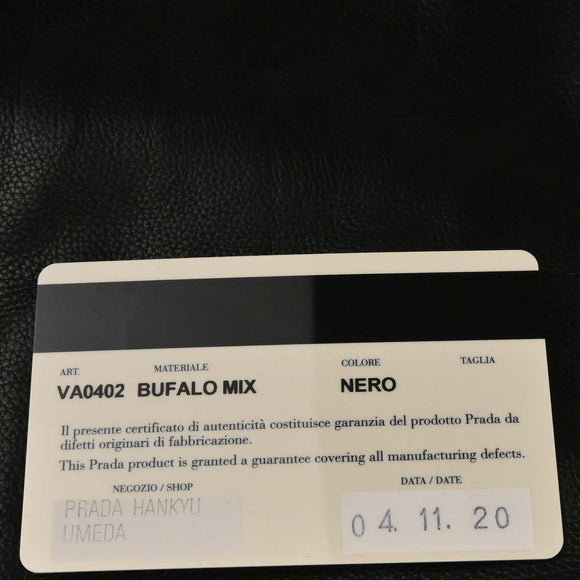 ART. MATERIALE COLORE TAGLIA
VA0402 BUFALO MIX NERO
Il presente certificato di autenticità costituisce garanzia del prodotto Prada da
difetti originari di fabbricazione.
This Prada product is granted a guarantee covering all manufacturing defects.
NEGOZIO / SHOP DATA / DATE
PRADA HANKYU
UMEDA
04. 11. 20